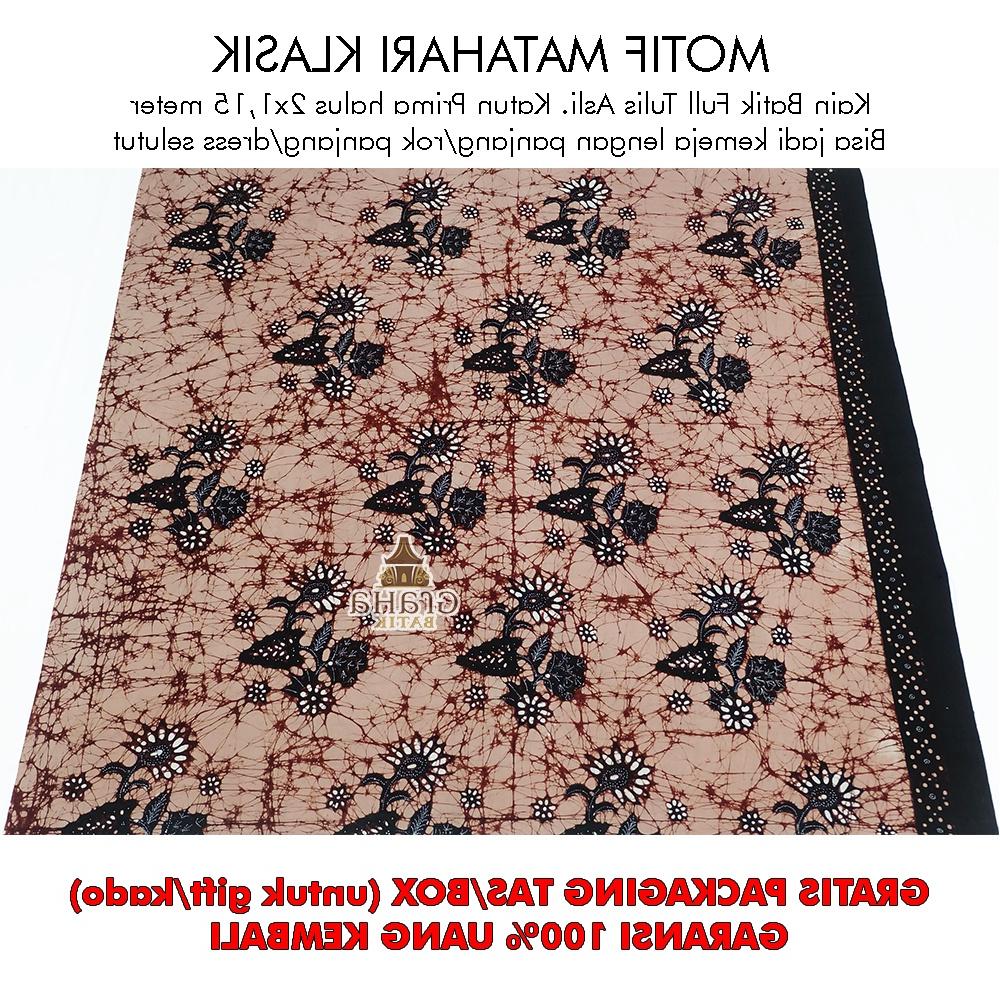 MOTIF MATAHARI KLASIK
Kain Batik Full Tulis Asli. Katun Prima halus 2x1,15 meter
Bisa jadi kemeja lengan panjang/rok panjang/dress selutut
GraHa
BATIK
GRATIS PACKAGING TAS/BOX (untuk gift/kado)
GARANSI 100% UANG KEMBALI